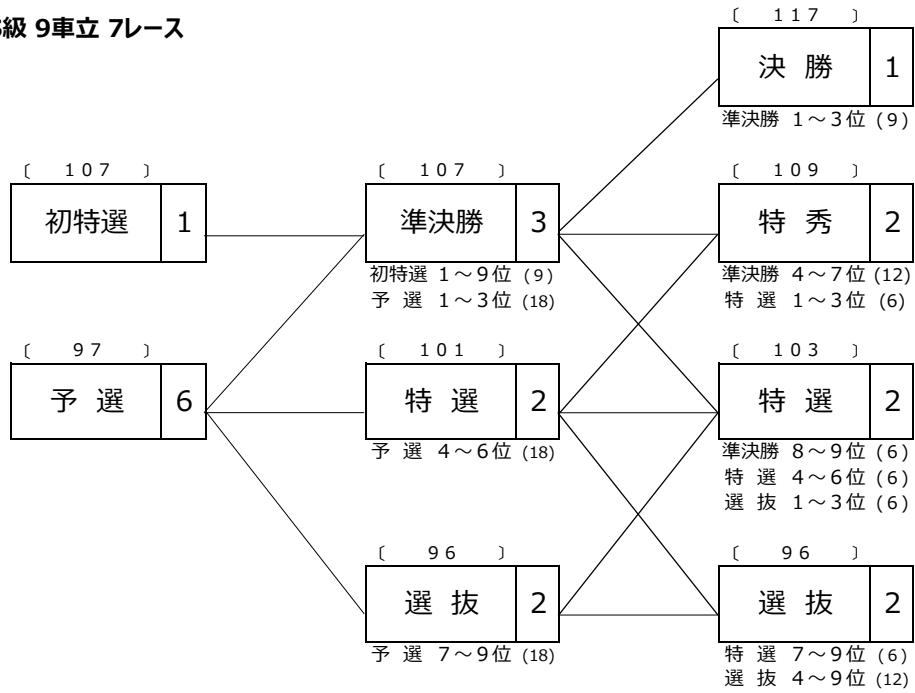 級 9車立 7レース
〔 117 〕
決 勝 1
準決勝 1～3位 (9)
〔 107 〕
初特選 1
〔 107 〕
準決勝 3
初特選 1～9位 (9)
予 選 1～3位 (18)
〔 109 〕
特 秀 2
準決勝 4～7位 (12)
特 選 1～3位 (6)
〔 97 〕
予 選 6
〔 101 〕
特 選 2
予 選 4～6位 (18)
〔 103 〕
特 選 2
準決勝 8～9位 (6)
特 選 4～6位 (6)
選 抜 1～3位 (6)
〔 96 〕
選 抜 2
予 選 7～9位 (18)
〔 96 〕
選 抜 2
特 選 7～9位 (6)
選 抜 4～9位 (12)